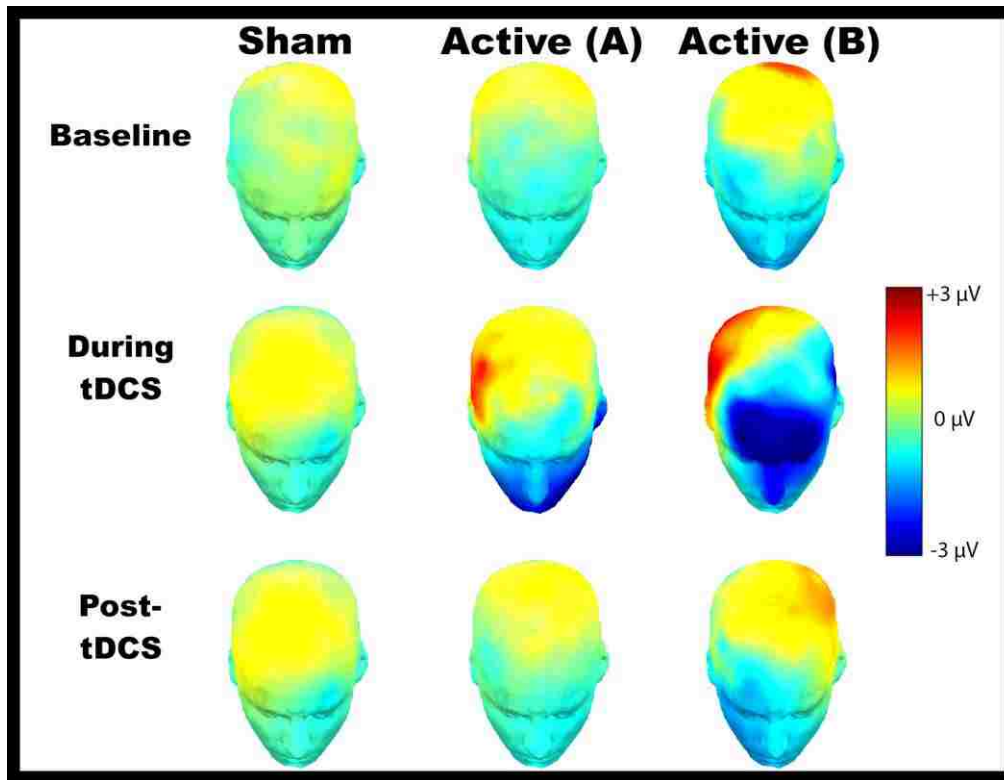 Sham
Active (A)
Active (B)
Baseline
During
tDCS
+3 µV
0 µV
-3 µV
Post-
tDCS